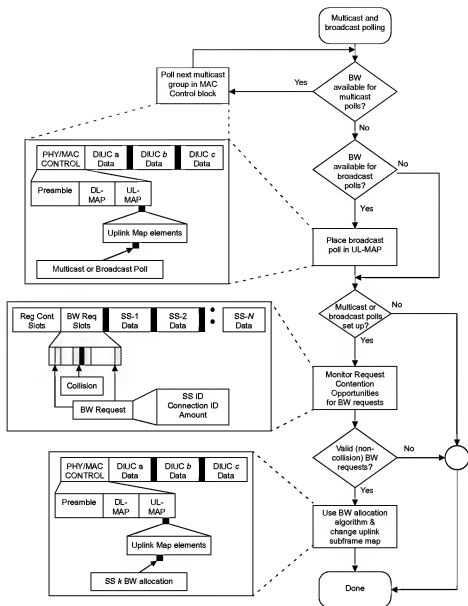 Multicast and
broadcast polling
Poll next multicast
group in MAC
Control block
Yes
BW
available for
multicast
polls?
No
PHY/MAC
CONTROL
DIUC a
Data
DIUC b
Data
DIUC c
Data
Preamble
DL-
MAP
UL-
MAP
Uplink Map elements
Multicast or Broadcast Poll
BW
available for
broadcast
polls?
No
Yes
Place broadcast
poll in UL-MAP
Reg Cont
Slots
BW Req
Slots
SS-1
Data
SS-2
Data
SS-N
Data
Collision
BW Request
SS ID
Connection ID
Amount
Multicast or
broadcast polls
set up?
No
Yes
Monitor Request
Contention
Opportunities
for BW requests
Valid (non-
collision) BW
requests?
No
Yes
PHY/MAC
CONTROL
DIUC a
Data
DIUC b
Data
DIUC c
Data
Preamble
DL-
MAP
UL-
MAP
Uplink Map elements
SS k BW allocation
Use BW allocation
algorithm &
change uplink
subframe map
Done